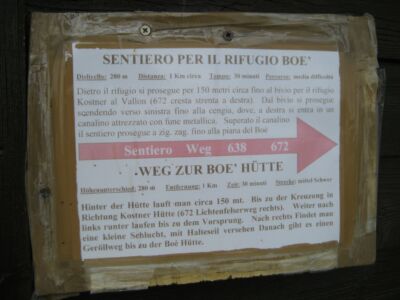 SENTIERO PER IL RIFUGIO BOE'
Dislivello: 280 m Distanza: 1 Km circa Tempo: 30 minuti Percorso: media difficoltà
Dietro il rifugio si prosegue per 150 metri circa fino al bivio per il rifugio
Kostner al Vallon (672 cresta strenta a destra). Dal bivio si prosegue
scendendo verso sinistra fino alla cengia, dove, a destra si entra in un
canalino attrezzato con fune metallica. Superato il canalino
il sentiero prosegue a zig. zag. fino alla piana del Boè
Sentiero Weg 638 672
WEG ZUR BOE' HÜTTE
Höhenunterschied: 280 m Entfernung: 1 Km Zeit: 30 minuti Strecke: mittel Schwer
Hinter der Hütte lauft man circa 150 mt. Bis zu der Kreuzung in
Richtung Kostner Hütte (672 Lichtenfelserweg rechts). Weiter nach
links runter laufen bis zu dem Vorsprung. Nach rechts Findet man
eine kleine Schlucht, mit Halteseil versehen Danach gibt es einen
Geröllweg bis zu der Boè Hütte.